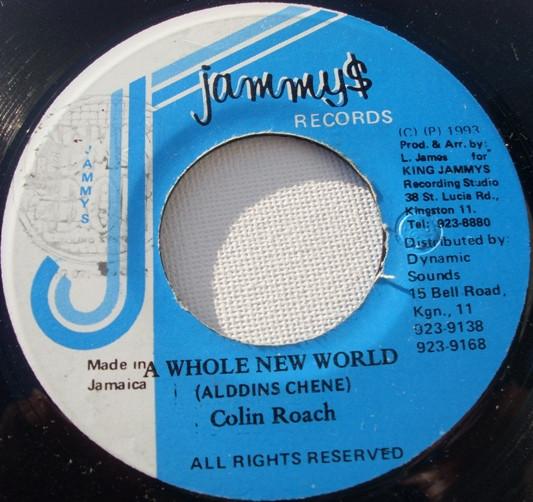 jammy$
RECORDS
JAMMYS
(C) (P) 1993
Prod. & Arr. by:
L. James for"
KING JAMMYS
Recording Studio
38 St. Lucia Rd.,
Kingston 11.
Tel: 923-8880
Distributed by:
Dynamic
Sounds
15 Bell Road,
Kgn., 11
923-9138
923-9168
Made in
Jamaica
A WHOLE NEW WORLD
(ALDDINS CHENE)
Colin Roach
ALL RIGHTS RESERVED